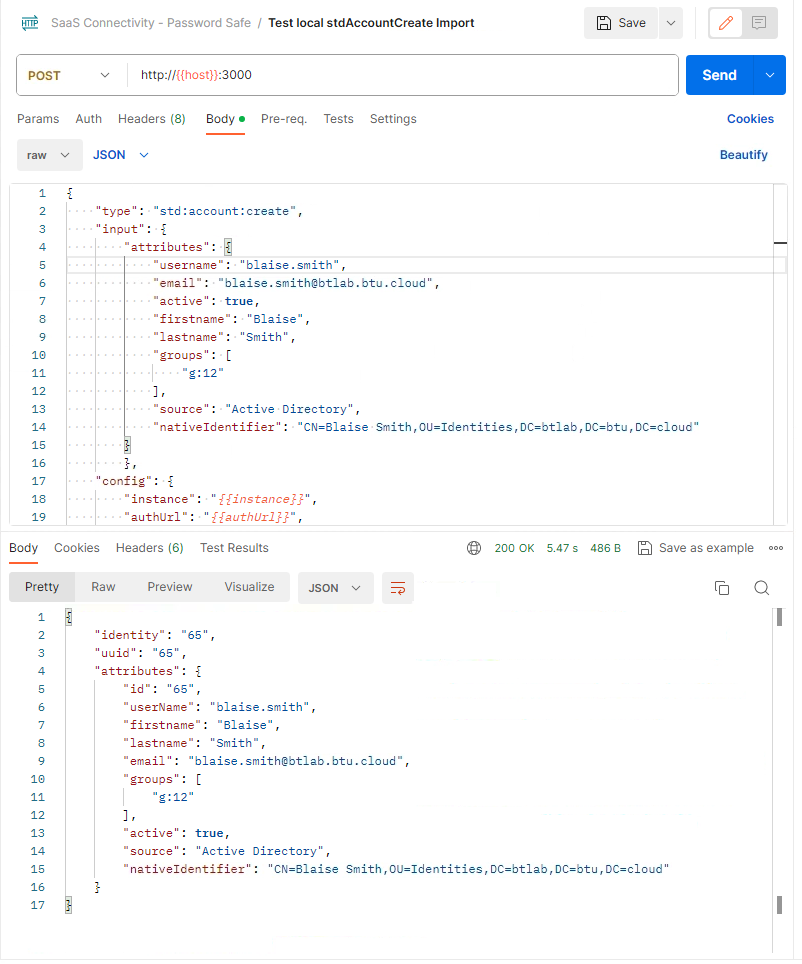 HTTP SaaS Connectivity - Password Safe / Test local stdAccountCreate Import Save
POST http://{{host}}:3000 Send
Params Auth Headers (8) Body Pre-req. Tests Settings Cookies
raw JSON Beautify
1 {
2 "type": "std:account:create",
3 "input": {
4 "attributes": {
5 "username": "blaise.smith",
6 "email": "blaise.smith@btlab.btu.cloud",
7 "active": true,
8 "firstname": "Blaise",
9 "lastname": "Smith",
10 "groups": [
11 "g:12"
12 ],
13 "source": "Active Directory",
14 "nativeIdentifier": "CN=Blaise Smith,OU=Identities,DC=btlab,DC=btu,DC=cloud"
15 }
16 },
17 "config": {
18 "instance": "{{instance}}",
19 "authUrl": "{{authUrl}}",
Body Cookies Headers (6) Test Results 200 OK 5.47 s 486 B Save as example
Pretty Raw Preview Visualize JSON
1 {
2 "identity": "65",
3 "uuid": "65",
4 "attributes": {
5 "id": "65",
6 "userName": "blaise.smith",
7 "firstname": "Blaise",
8 "lastname": "Smith",
9 "email": "blaise.smith@btlab.btu.cloud",
10 "groups": [
11 "g:12"
12 ],
13 "active": true,
14 "source": "Active Directory",
15 "nativeIdentifier": "CN=Blaise Smith,OU=Identities,DC=btlab,DC=btu,DC=cloud"
16 }
17 }